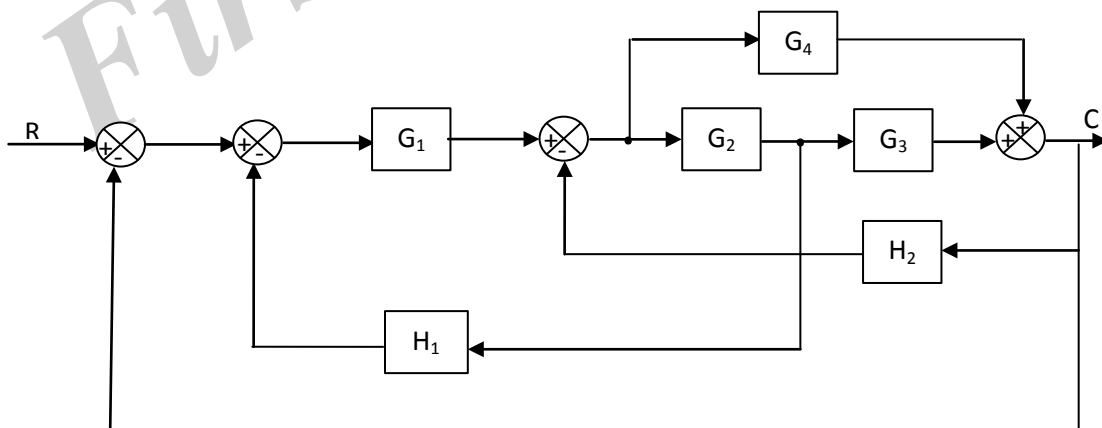 G₄
R
+
-
+
-
G₁
+
-
G₂
G₃
+
+
C
H₂
H₁